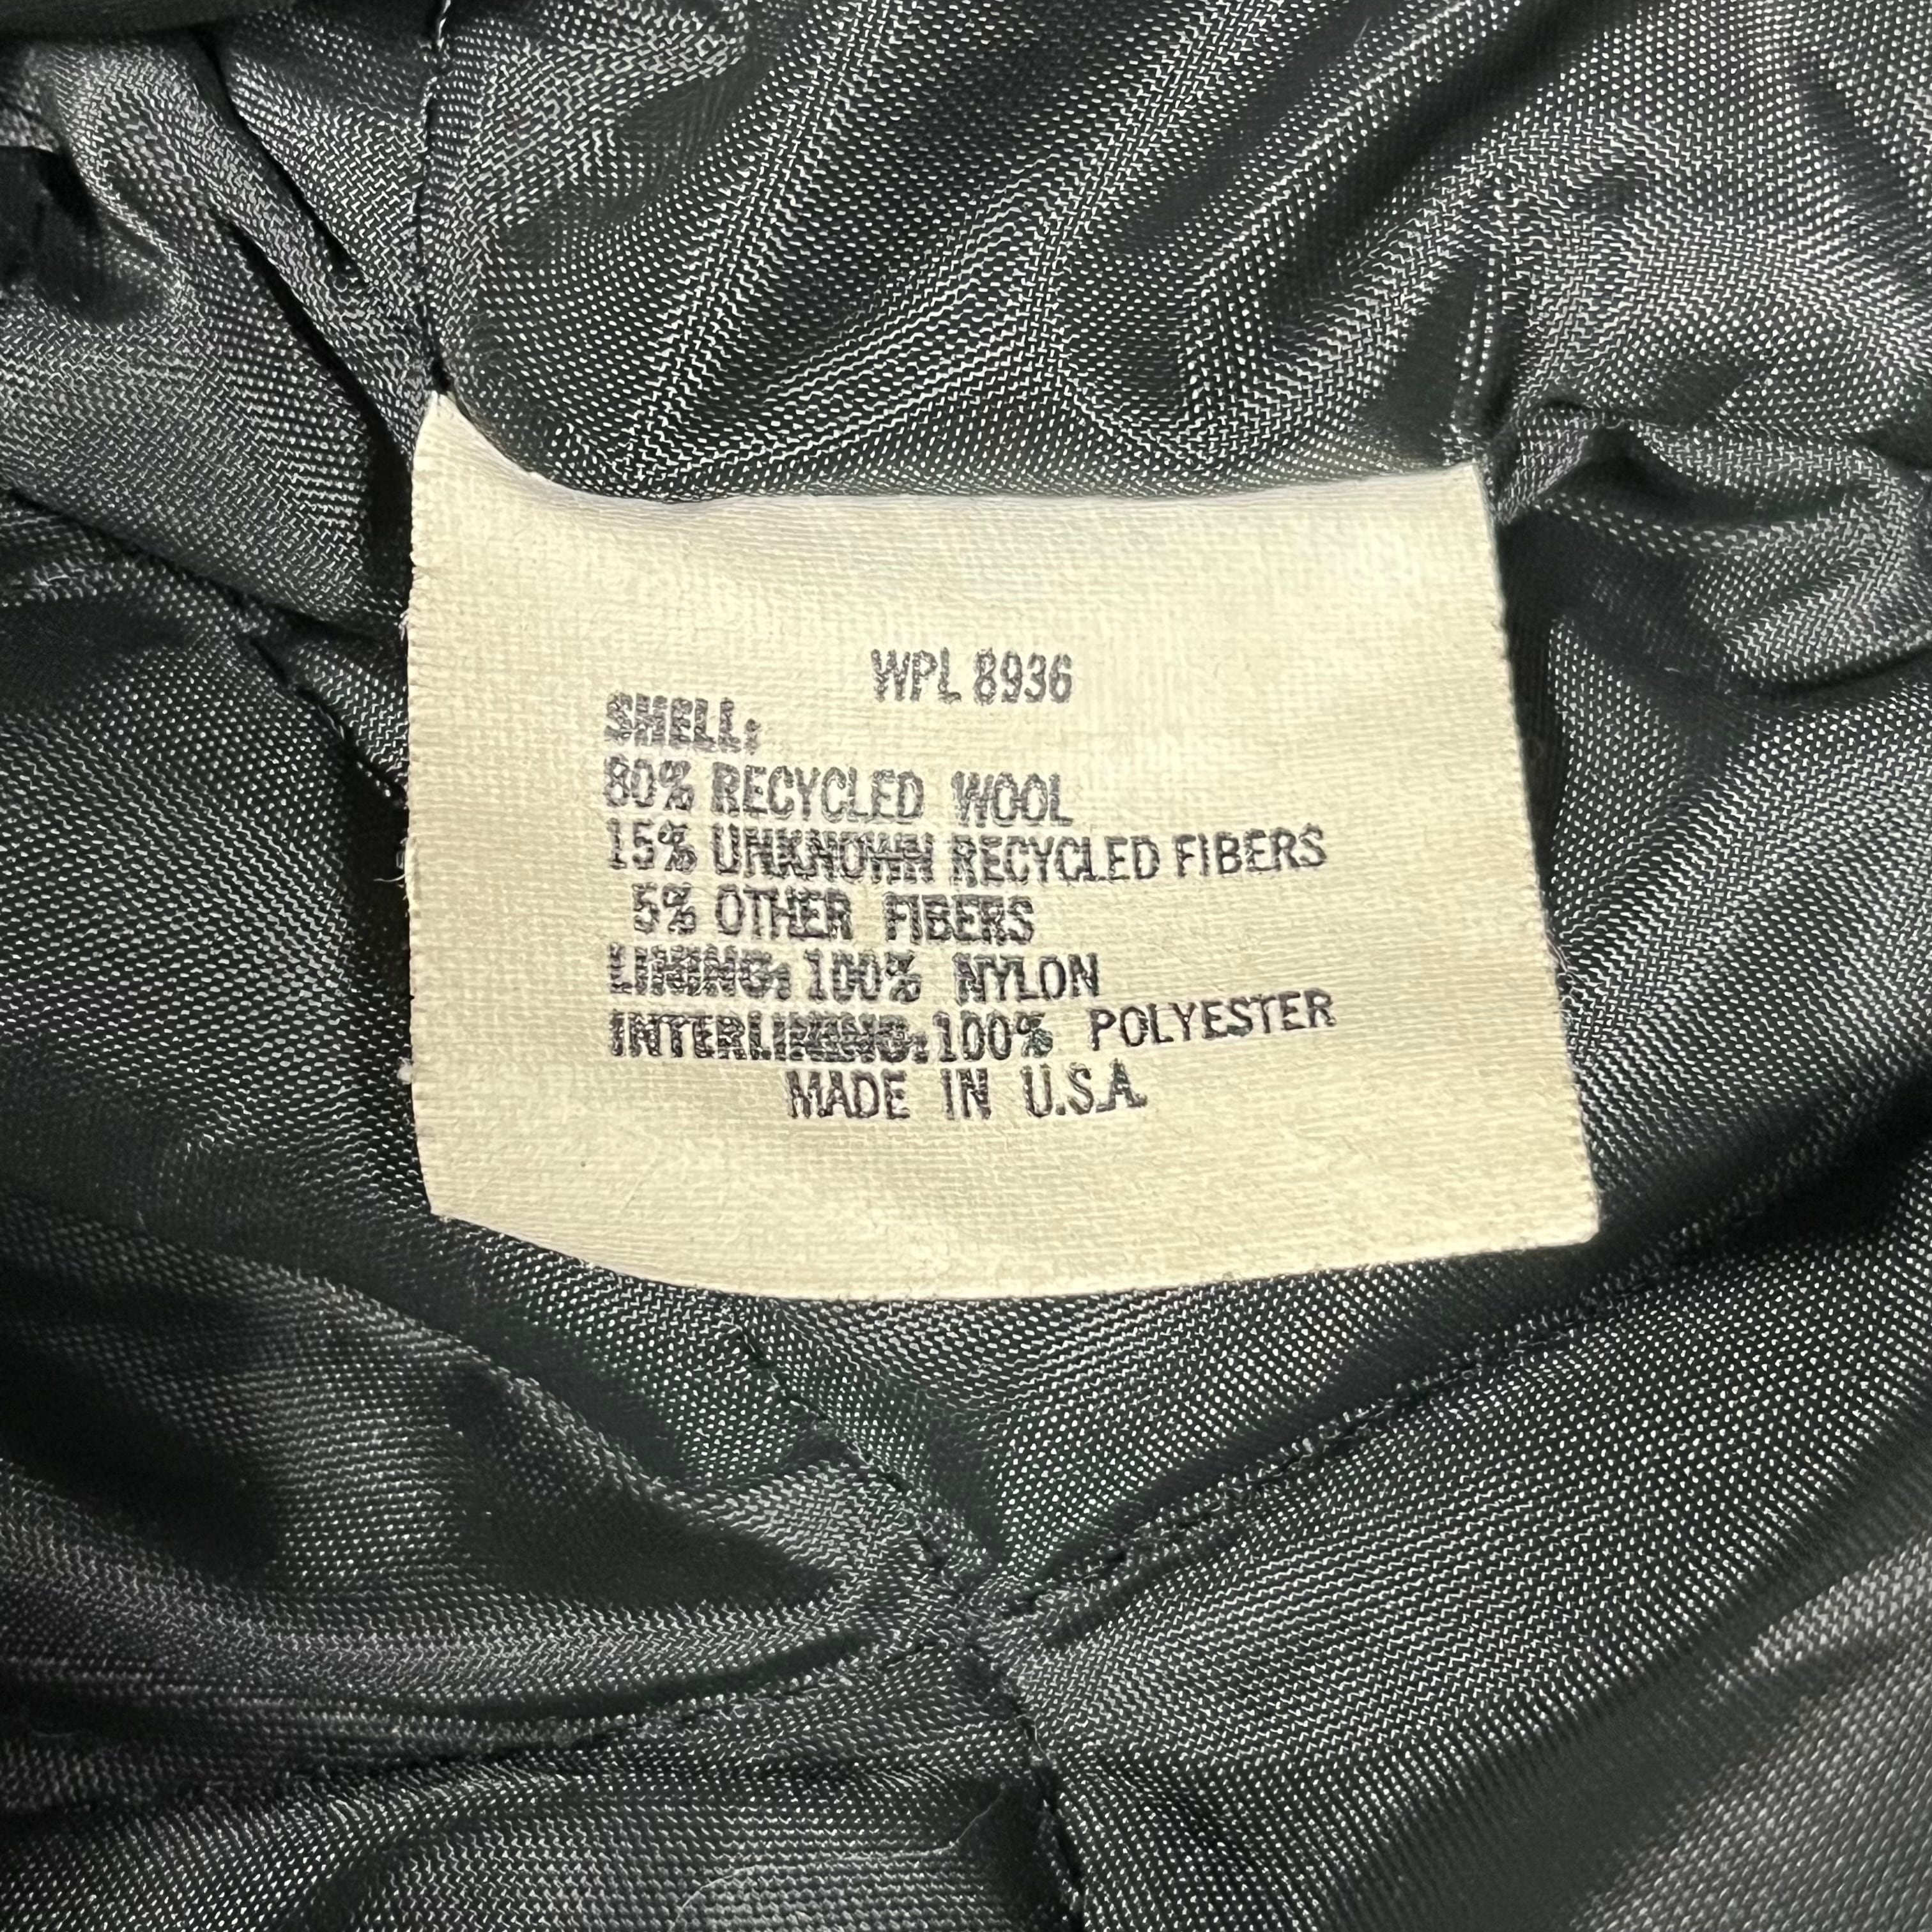 WPL 8936
SHELL:
80% RECYCLED WOOL
15% UNKNOWN RECYCLED FIBERS
5% OTHER FIBERS
LINING: 100% NYLON
INTERLINING: 100% POLYESTER
MADE IN U.S.A.